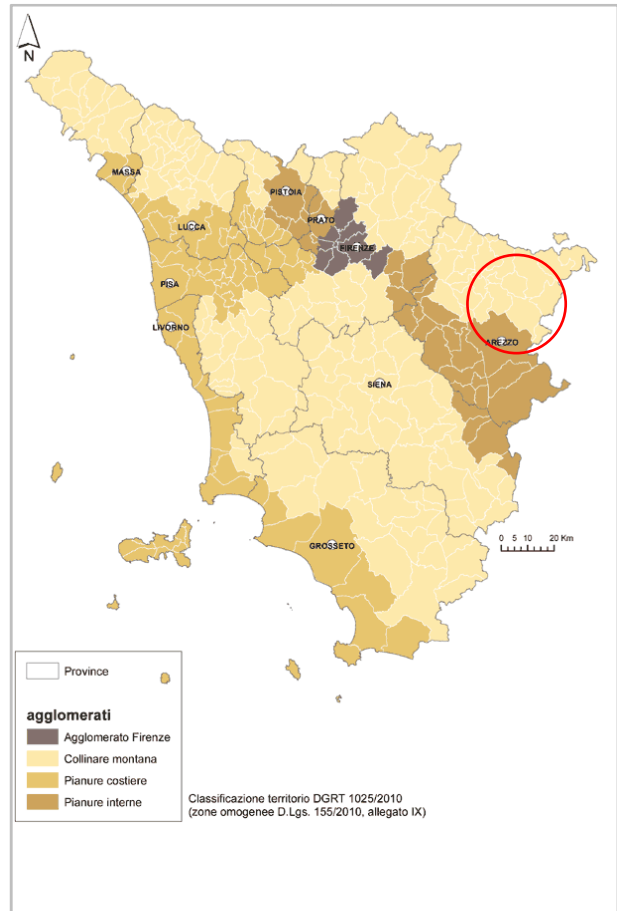 N
MASSA
PISTOIA
LUCCA
PRATO
FIRENZE
PISA
LIVORNO
AREZZO
SIENA
GROSSETO
0 5 10 20 Km
Province
agglomerati
Agglomerato Firenze
Collinare montana
Pianure costiere
Pianure interne
Classificazione territorio DGRT 1025/2010
(zone omogenee D.Lgs. 155/2010, allegato IX)